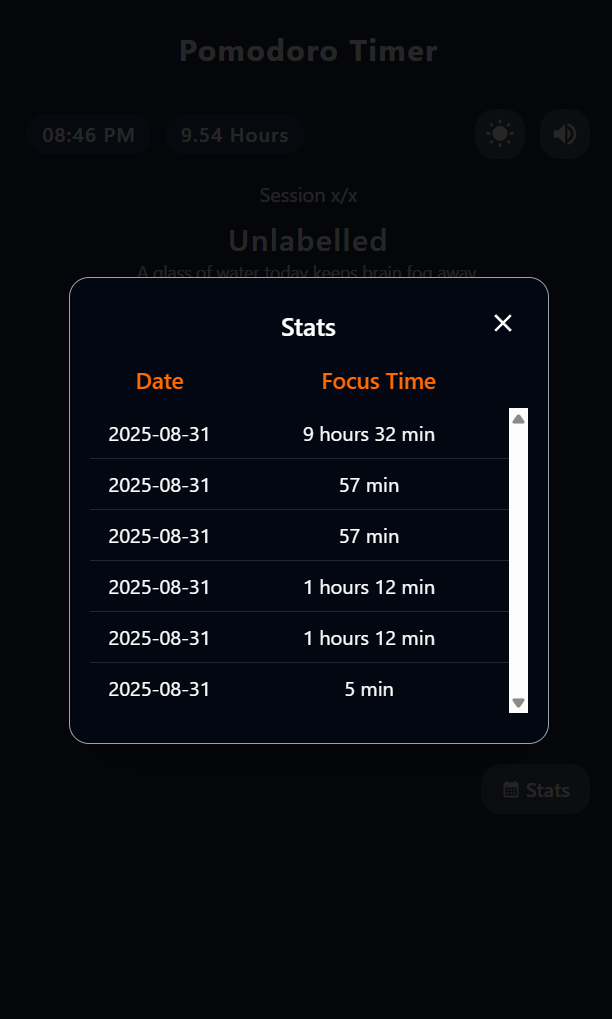 Pomodoro Timer
08:46 PM 9.54 Hours
Session x/x
Unlabelled
A glass of water today keeps brain fog away
Stats
Date Focus Time
2025-08-31 9 hours 32 min
2025-08-31 57 min
2025-08-31 57 min
2025-08-31 1 hours 12 min
2025-08-31 1 hours 12 min
2025-08-31 5 min
Stats